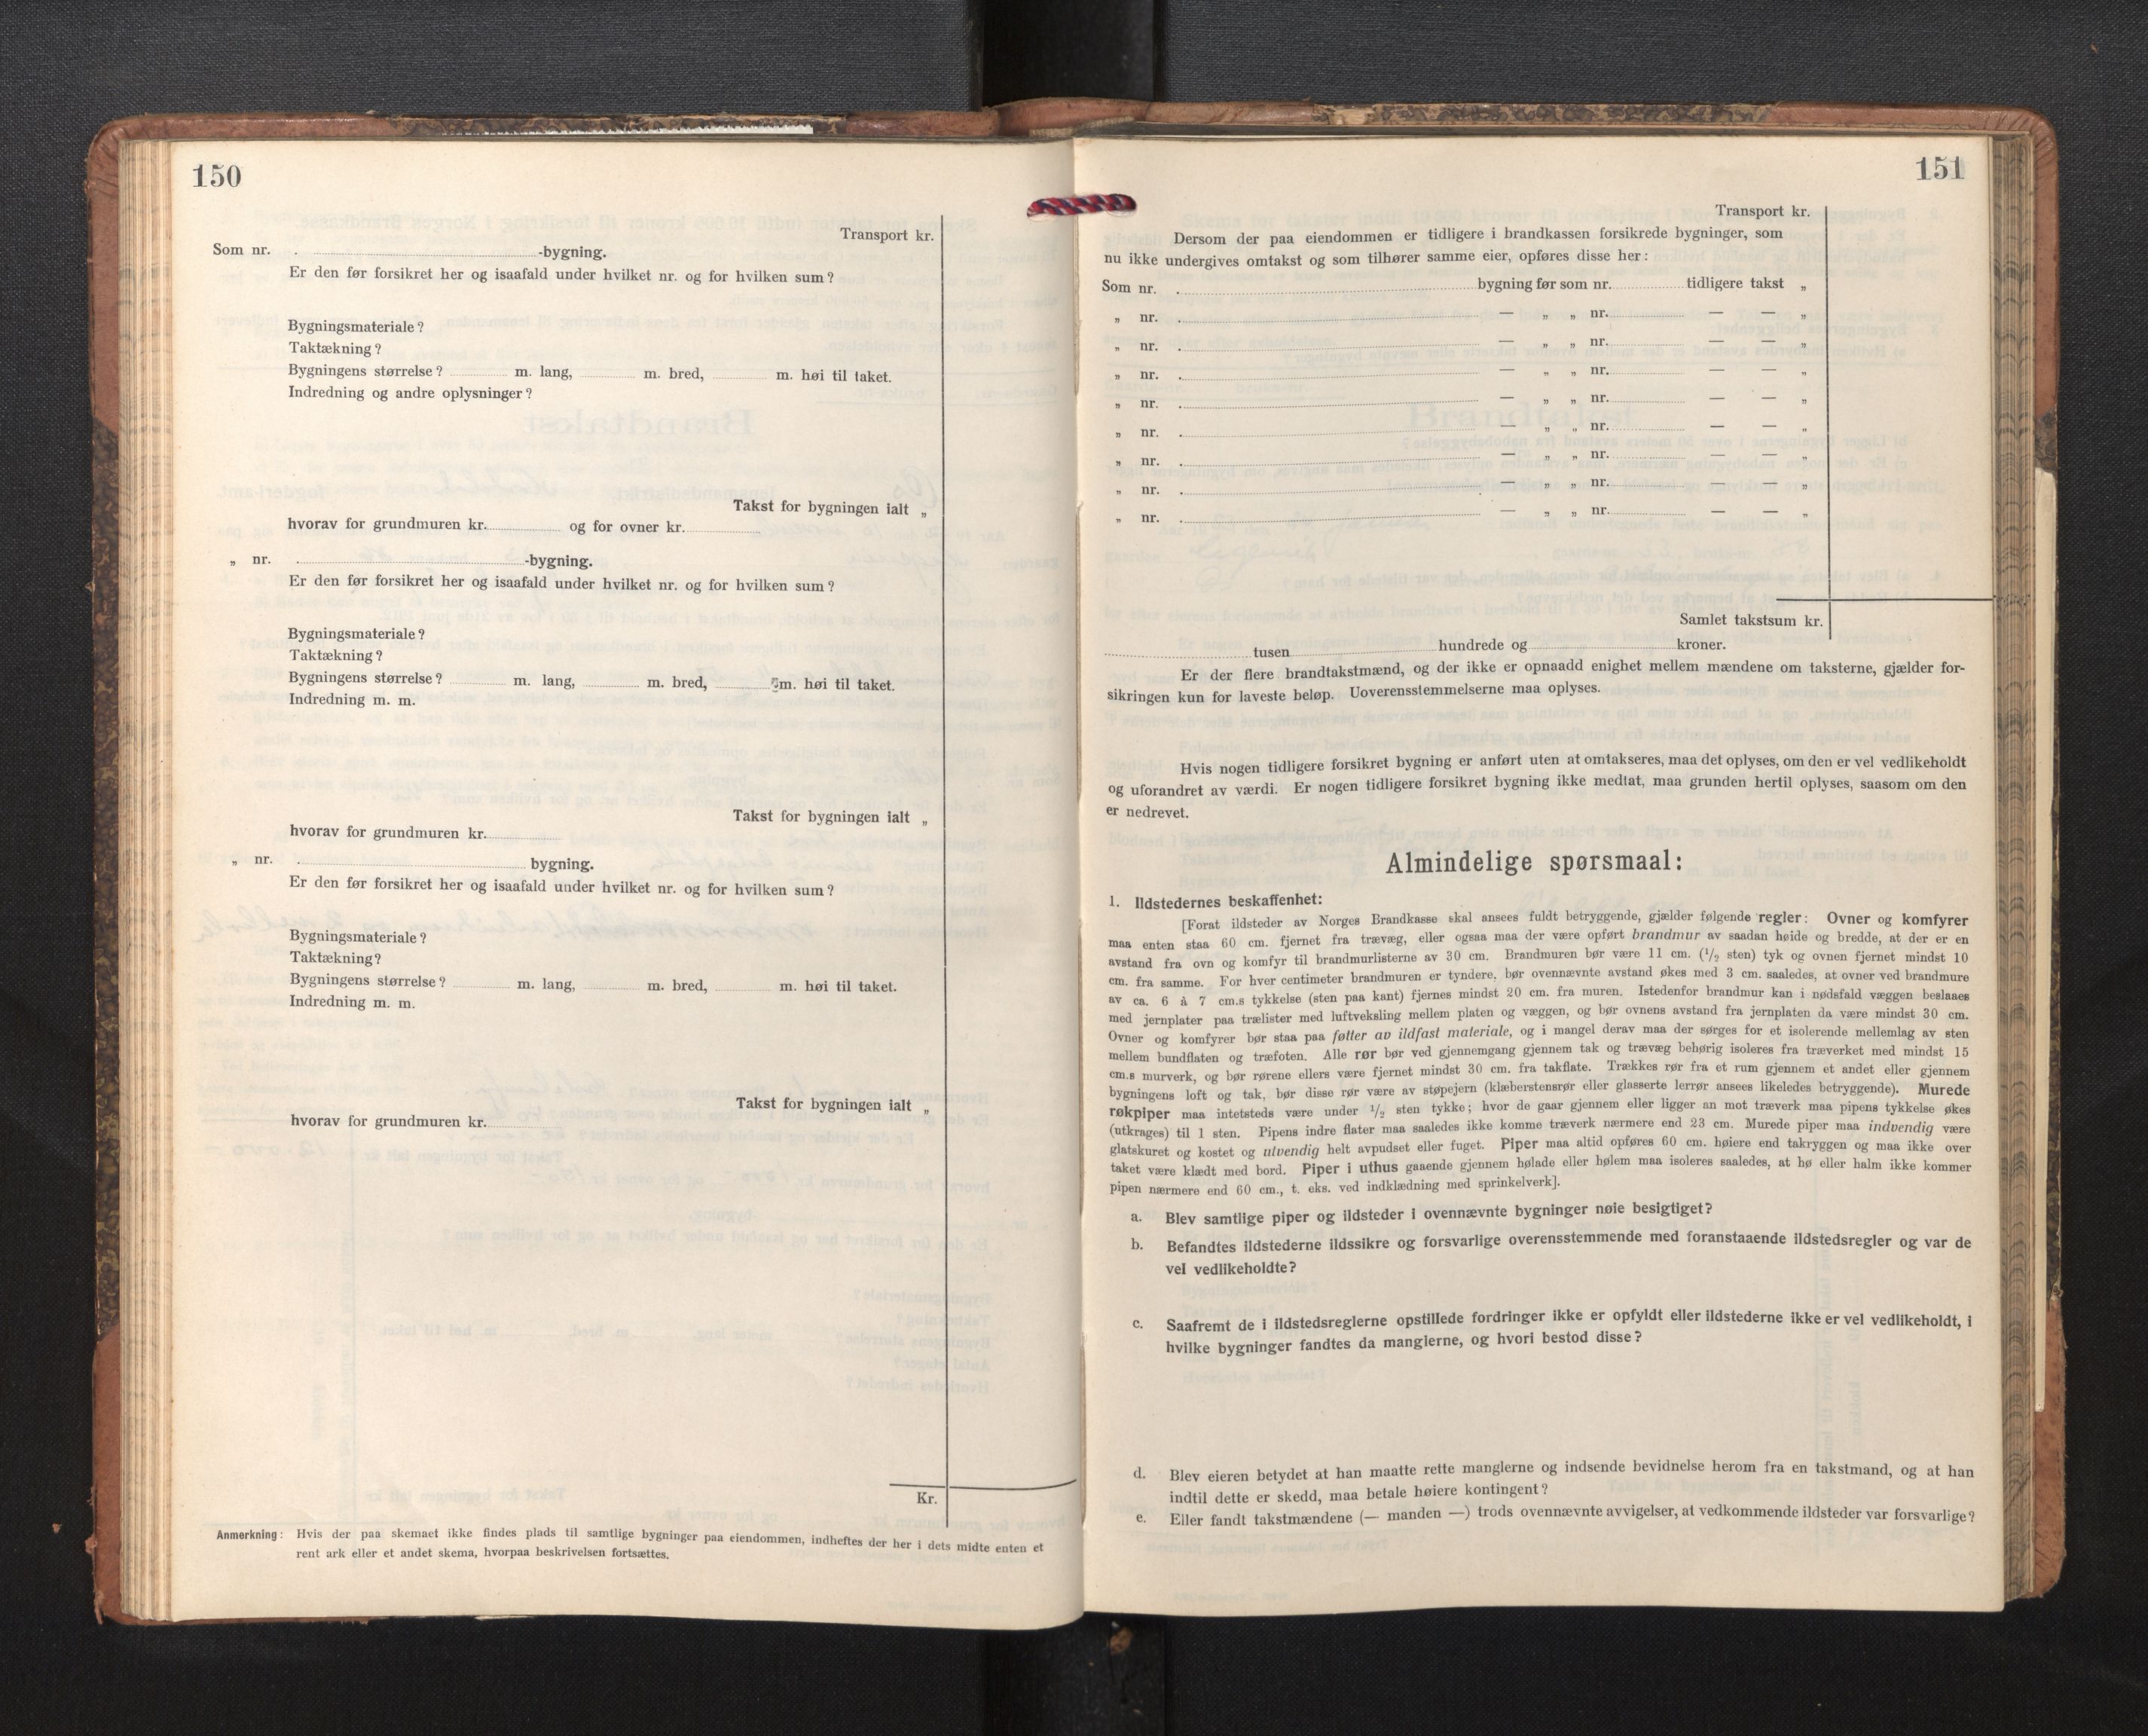 150
Transport kr.
Som nr. . ........ -bygning.
Er den før forsikret her og isaafald under hvilket nr. og for hvilken sum?
Bygningsmateriale?
Taktækning?
Bygningens størrelse? ........ m. lang, ........ m. bred, ........ m. høi til taket.
Indredning og andre oplysninger?
Takst for bygningen ialt „
hvorav for grundmuren kr. ........ og for ovner kr. ........
„ nr. ........ -bygning.
Er den før forsikret her og isaafald under hvilket nr. og for hvilken sum?
Bygningsmateriale?
Taktækning?
Bygningens størrelse? ........ m. lang, ........ m. bred, ........ m. høi til taket.
Indredning m. m.
Takst for bygningen ialt „
hvorav for grundmuren kr. ........
„ nr. ........ bygning.
Er den før forsikret her og isaafald under hvilket nr. og for hvilken sum?
Bygningsmateriale?
Taktækning?
Bygningens størrelse? ........ m. lang, ........ m. bred, ........ m. høi til taket.
Indredning m. m.
Takst for bygningen ialt „
hvorav for grundmuren kr. ........
Kr.
Anmerkning: Hvis der paa skemaet ikke findes plads til samtlige bygninger paa eiendommen, indheftes der her i dets midte enten et
rent ark eller et andet skema, hvorpaa beskrivelsen fortsættes.
151
Transport kr.
Dersom der paa eiendommen er tidligere i brandkassen forsikrede bygninger, som
nu ikke undergives omtakst og som tilhører samme eier, opføres disse her:
Som nr. ........ bygning før som nr. ........ tidligere takst „
„ nr. ........ — „ „ nr. ........ — — „
„ nr. ........ — „ „ nr. ........ — — „
„ nr. ........ — „ „ nr. ........ — — „
„ nr. ........ — „ „ nr. ........ — — „
„ nr. ........ — „ „ nr. ........ — — „
„ nr. ........ — „ „ nr. ........ — — „
„ nr. ........ — „ „ nr. ........ — — „
„ nr. ........ — „ „ nr. ........ — — „
Samlet takstsum kr.
........ tusen ........ hundrede og ........ kroner.
Er der flere brandtakstmænd, og der ikke er opnaadd enighet mellem mændene om taksterne, gjælder for-
sikringen kun for laveste beløp. Uoverensstemmelserne maa oplyses.
Hvis nogen tidligere forsikret bygning er anført uten at omtakseres, maa det oplyses, om den er vel vedlikeholdt
og uforandret av værdi. Er nogen tidligere forsikret bygning ikke medtat, maa grunden hertil oplyses, saasom om den
er nedrevet.
Almindelige spørsmaal:
1. Ildstedernes beskaffenhet:
[Forat ildsteder av Norges Brandkasse skal ansees fuldt betryggende, gjælder følgende regler: Ovner og komfyrer
maa enten staa 60 cm. fjernet fra trævæg, eller ogsaa maa der være opført brandmur av saadan høide og bredde, at der er en
avstand fra ovn og komfyr til brandmurlisterne av 30 cm. Brandmuren bør være 11 cm. (1/2 sten) tyk og ovnen fjernet mindst 10
cm. fra samme. For hver centimeter brandmuren er tyndere, bør ovennævnte avstand økes med 3 cm. saaledes, at ovner ved brandmure
av ca. 6 à 7 cm.s tykkelse (sten paa kant) fjernes mindst 20 cm. fra muren. Istedenfor brandmur kan i nødsfald væggen beslaaes
med jernplater paa trælister med luftveksling mellem platen og væggen, og bør ovnens avstand fra jernplaten da være mindst 30 cm.
Ovner og komfyrer bør staa paa føtter av ildfast materiale, og i mangel derav maa der sørges for et isolerende mellemlag av sten
mellem bundflaten og træfoten. Alle rør bør ved gjennemgang gjennem tak og trævæg behørig isoleres fra træverket med mindst 15
cm.s murverk, og bør rørene ellers være fjernet mindst 30 cm. fra takflate. Trækkes rør fra et rum gjennem et andet eller gjennem
bygningens loft og tak, bør disse rør være av støpejern (klæberstensrør eller glasserte lerrør ansees likeledes betryggende). Murede
røkpiper maa intetsteds være under 1/2 sten tykke; hvor de gaar gjennem eller ligger an mot træverk maa pipens tykkelse økes
(utkrages) til 1 sten. Pipens indre flater maa saaledes ikke komme træverk nærmere end 23 cm. Murede piper maa indvendig være
glatskuret og kostet og utvendig helt avpudset eller fuget. Piper maa altid opføres 60 cm. høiere end takryggen og maa ikke over
taket være klædt med bord. Piper i uthus gaaende gjennem hølade eller hølem maa isoleres saaledes, at hø eller halm ikke kommer
pipen nærmere end 60 cm., t. eks. ved indklædning med sprinkelverk].
a. Blev samtlige piper og ildsteder i ovennævnte bygninger nøie besigtiget?
b. Befandtes ildstederne ildssikre og forsvarlige overensstemmende med foranstaaende ildstedsregler og var de
vel vedlikeholdte?
c. Saafremt de i ildstedsreglerne opstillede fordringer ikke er opfyldt eller ildstederne ikke er vel vedlikeholdt, i
hvilke bygninger fandtes da manglerne, og hvori bestod disse?
d. Blev eieren betydet at han maatte rette manglerne og indsende bevidnelse herom fra en takstmand, og at han
indtil dette er skedd, maa betale høiere kontingent?
e. Eller fandt takstmændene (— manden —) trods ovennævnte avvigelser, at vedkommende ildsteder var forsvarlige?